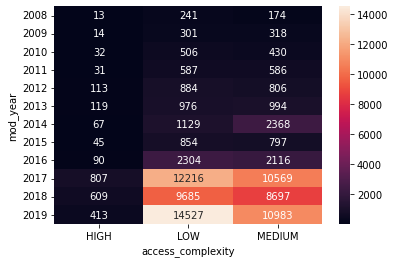 2008 13 241 174
2009 14 301 318
2010 32 506 430
2011 31 587 586
2012 113 884 806
2013 119 976 994
2014 67 1129 2368
2015 45 854 797
2016 90 2304 2116
2017 807 12216 10569
2018 609 9685 8697
2019 413 14527 10983
HIGH LOW MEDIUM
access_complexity
mod_year
14000
12000
10000
8000
6000
4000
2000